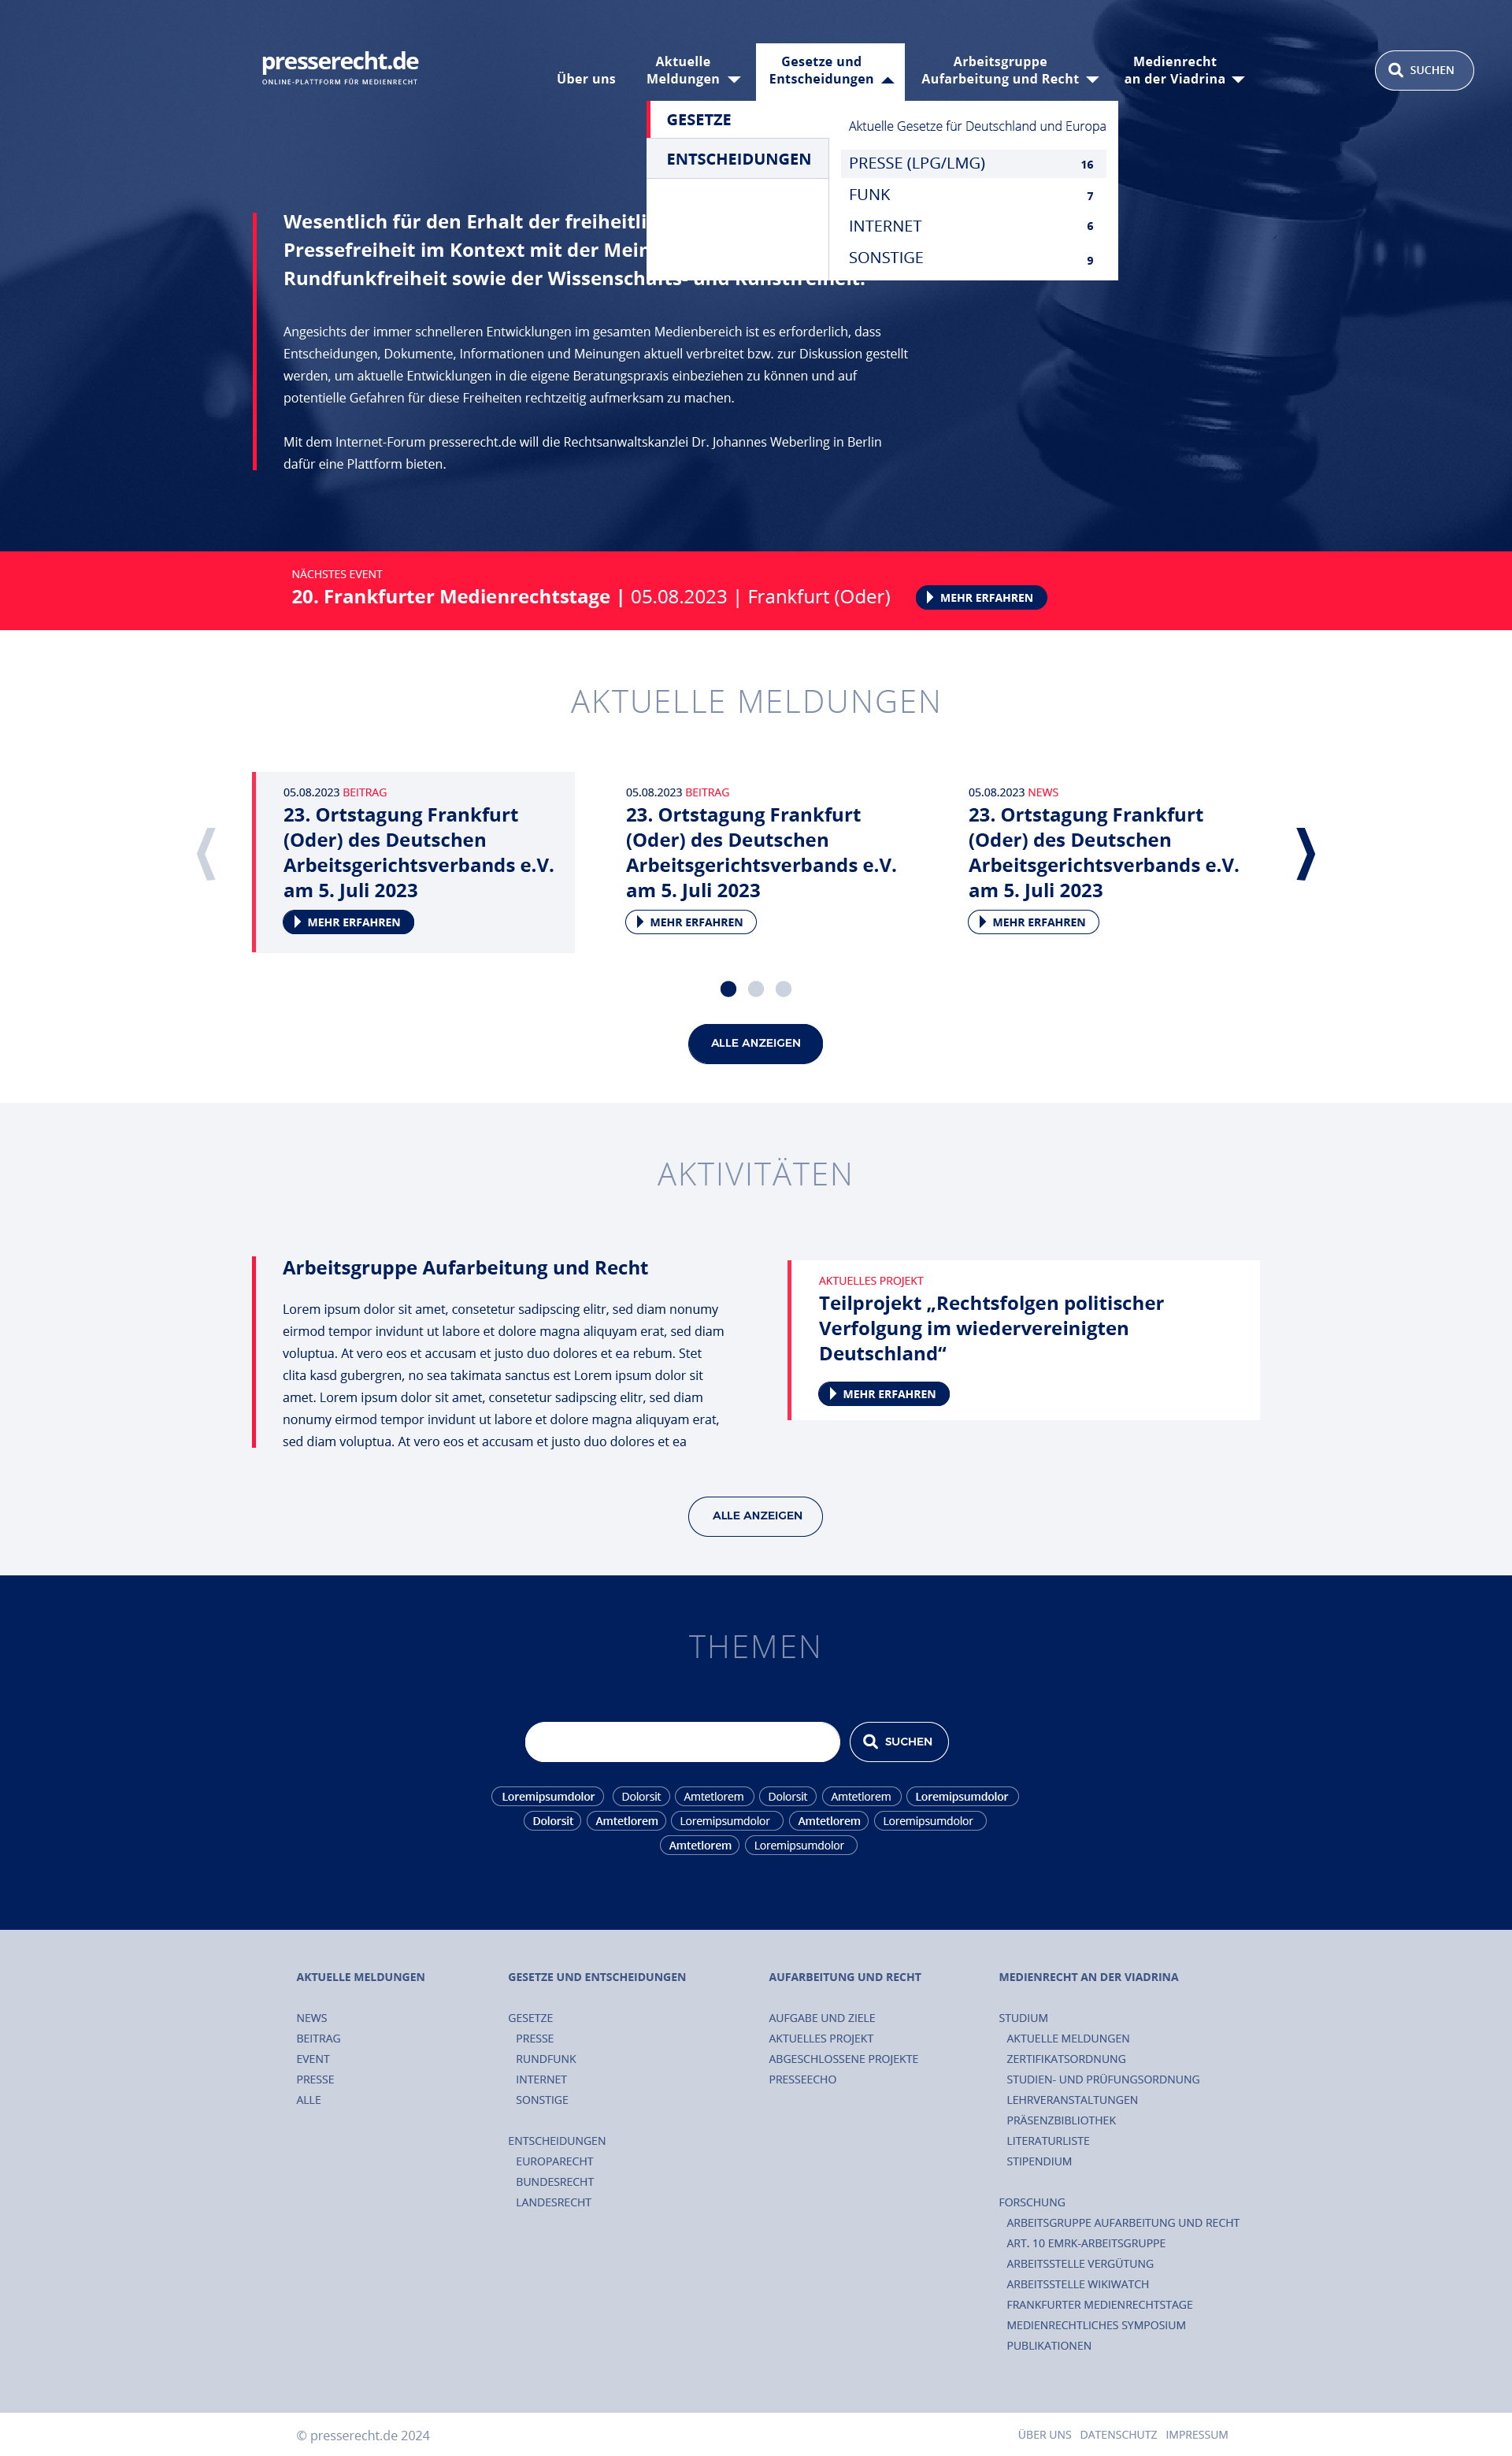 presserecht.de
ONLINE-PLATTFORM FÜR MEDIENRECHT
Über uns
Aktuelle
Meldungen
Gesetze und
Entscheidungen
Arbeitsgruppe
Aufarbeitung und Recht
Medienrecht
an der Viadrina
SUCHEN
GESETZE
ENTSCHEIDUNGEN
Aktuelle Gesetze für Deutschland und Europa
PRESSE (LPG/LMG) 16
FUNK 7
INTERNET 6
SONSTIGE 9
Wesentlich für den Erhalt der
Pressefreiheit im Kontext mit der
Rundfunkfreiheit sowie der Wissenschafts- und Kunstfreiheit.
Angesichts der immer schnelleren Entwicklungen im gesamten Medienbereich ist es erforderlich, dass
Entscheidungen, Dokumente, Informationen und Meinungen aktuell verbreitet bzw. zur Diskussion gestellt
werden, um aktuelle Entwicklungen in die eigene Beratungspraxis einbeziehen zu können und auf
potentielle Gefahren für diese Freiheiten rechtzeitig aufmerksam zu machen.
Mit dem Internet-Forum presserecht.de will die Rechtsanwaltskanzlei Dr. Johannes Weberling in Berlin
dafür eine Plattform bieten.
NÄCHSTES EVENT
20. Frankfurter Medienrechtstage | 05.08.2023 | Frankfurt (Oder)
MEHR ERFAHREN
AKTUELLE MELDUNGEN
05.08.2023 BEITRAG
23. Ortstagung Frankfurt
(Oder) des Deutschen
Arbeitsgerichtsverbands e.V.
am 5. Juli 2023
MEHR ERFAHREN
05.08.2023 BEITRAG
23. Ortstagung Frankfurt
(Oder) des Deutschen
Arbeitsgerichtsverbands e.V.
am 5. Juli 2023
MEHR ERFAHREN
05.08.2023 NEWS
23. Ortstagung Frankfurt
(Oder) des Deutschen
Arbeitsgerichtsverbands e.V.
am 5. Juli 2023
MEHR ERFAHREN
ALLE ANZEIGEN
AKTIVITÄTEN
Arbeitsgruppe Aufarbeitung und Recht
Lorem ipsum dolor sit amet, consetetur sadipscing elitr, sed diam nonumy
eirmod tempor invidunt ut labore et dolore magna aliquyam erat, sed diam
voluptua. At vero eos et accusam et justo duo dolores et ea rebum. Stet
clita kasd gubergren, no sea takimata sanctus est Lorem ipsum dolor sit
amet. Lorem ipsum dolor sit amet, consetetur sadipscing elitr, sed diam
nonumy eirmod tempor invidunt ut labore et dolore magna aliquyam erat,
sed diam voluptua. At vero eos et accusam et justo duo dolores et ea
AKTUELLES PROJEKT
Teilprojekt „Rechtsfolgen politischer
Verfolgung im wiedervereinigten
Deutschland“
MEHR ERFAHREN
ALLE ANZEIGEN
THEMEN
SUCHEN
Loremipsumdolor Dolorsit Amtetlorem Dolorsit Amtetlorem Loremipsumdolor
Dolorsit Amtetlorem Loremipsumdolor Amtetlorem Loremipsumdolor
Amtetlorem Loremipsumdolor
AKTUELLE MELDUNGEN
NEWS
BEITRAG
EVENT
PRESSE
ALLE
GESETZE UND ENTSCHEIDUNGEN
GESETZE
PRESSE
RUNDFUNK
INTERNET
SONSTIGE
ENTSCHEIDUNGEN
EUROPARECHT
BUNDESRECHT
LANDESRECHT
AUFARBEITUNG UND RECHT
AUFGABE UND ZIELE
AKTUELLES PROJEKT
ABGESCHLOSSENE PROJEKTE
PRESSEECHO
MEDIENRECHT AN DER VIADRINA
STUDIUM
AKTUELLE MELDUNGEN
ZERTIFIKATSORDNUNG
STUDIEN- UND PRÜFUNGSORDNUNG
LEHRVERANSTALTUNGEN
PRÄSENZBIBLIOTHEK
LITERATURLISTE
STIPENDIUM
FORSCHUNG
ARBEITSGRUPPE AUFARBEITUNG UND RECHT
ART. 10 EMRK-ARBEITSGRUPPE
ARBEITSSTELLE VERGÜTUNG
ARBEITSSTELLE WIKIWATCH
FRANKFURTER MEDIENRECHTSTAGE
MEDIENRECHTLICHES SYMPOSIUM
PUBLIKATIONEN
© presserecht.de 2024
ÜBER UNS DATENSCHUTZ IMPRESSUM